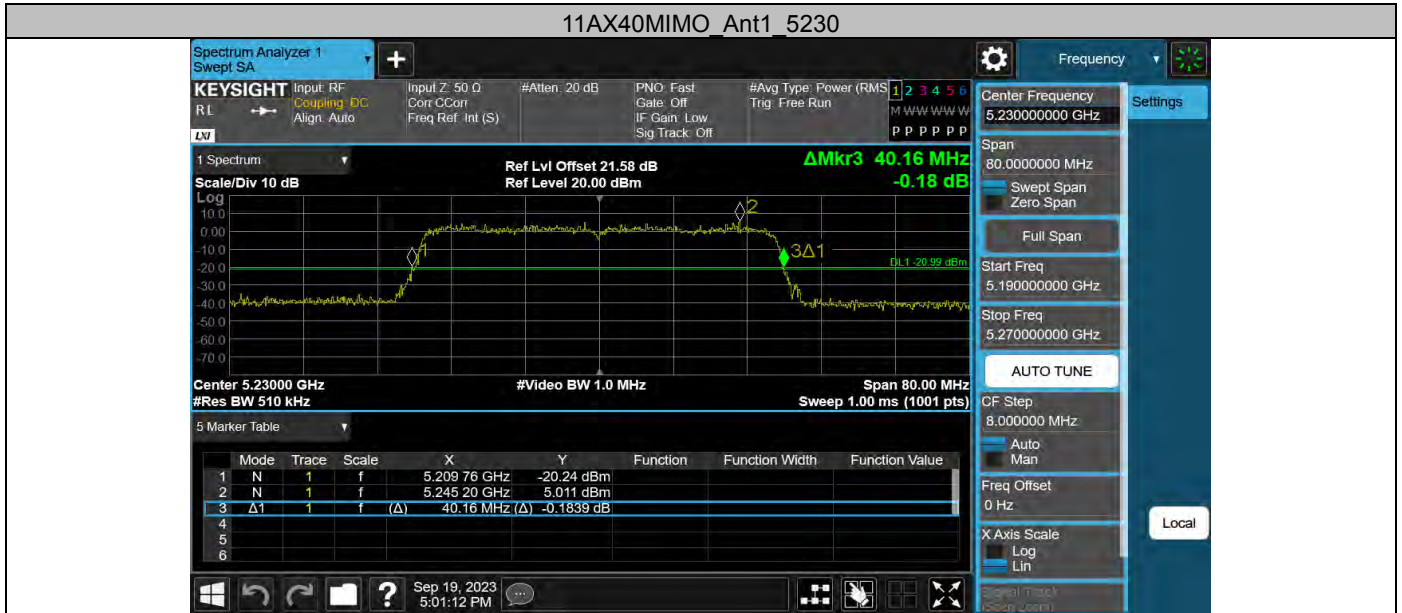 11AX40MIMO_Ant1_5230
Spectrum Analyzer 1
Swept SA
+
Frequency
KEYSIGHT
RL
LXI
Input: RF
Coupling: DC
Align: Auto
Input Z: 50 Ω
Corr CCorr
Freq Ref: Int (S)
#Atten: 20 dB
PNO: Fast
Gate: Off
IF Gain: Low
Sig Track: Off
#Avg Type: Power (RMS
Trig: Free Run
1 2 3 4 5 6
M W W W W W
P P P P P P
1 Spectrum
Scale/Div 10 dB
Ref Lvl Offset 21.58 dB
Ref Level 20.00 dBm
ΔMkr3 40.16 MHz
-0.18 dB
Log
10.0
0.00
-10.0
-20.0
-30.0
-40.0
-50.0
-60.0
-70.0
1
2
3Δ1
DL1 -20.99 dBm
Center 5.23000 GHz
#Res BW 510 kHz
#Video BW 1.0 MHz
Span 80.00 MHz
Sweep 1.00 ms (1001 pts)
5 Marker Table
Mode Trace Scale X Y Function Function Width Function Value
1 N 1 f 5.209 76 GHz -20.24 dBm
2 N 1 f 5.245 20 GHz 5.011 dBm
3 Δ1 1 f (Δ) 40.16 MHz (Δ) -0.1839 dB
4
5
6
Center Frequency
5.230000000 GHz
Settings
Span
80.0000000 MHz
Swept Span
Zero Span
Full Span
Start Freq
5.190000000 GHz
Stop Freq
5.270000000 GHz
AUTO TUNE
CF Step
8.000000 MHz
Auto
Man
Freq Offset
0 Hz
X Axis Scale
Log
Lin
Signal Track
(Span Zoom)
Local
?
Sep 19, 2023
5:01:12 PM